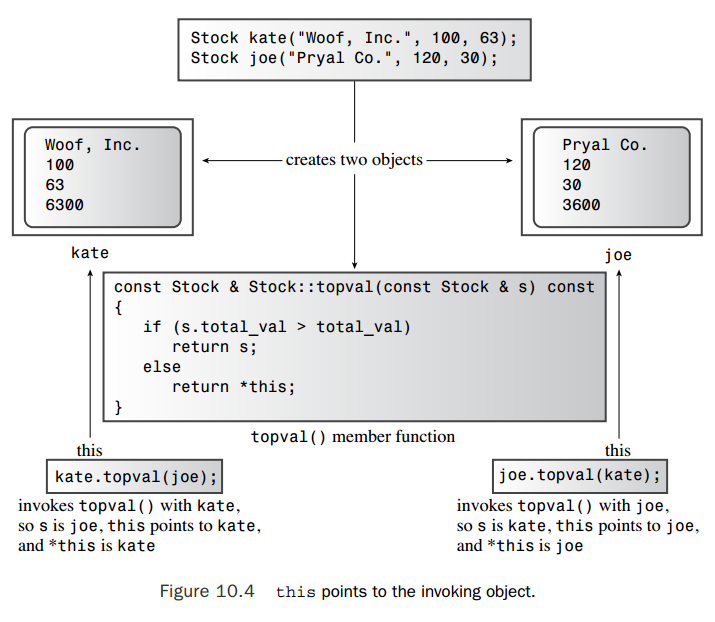 Stock kate("Woof, Inc.", 100, 63);
Stock joe("Pryal Co.", 120, 30);
Woof, Inc.
100
63
6300
kate
creates two objects
Pryal Co.
120
30
3600
joe
const Stock & Stock::topval(const Stock & s) const
{
if (s.total_val > total_val)
return s;
else
return *this;
}
topval() member function
this
kate.topval(joe);
invokes topval() with kate,
so s is joe, this points to kate,
and *this is kate
this
joe.topval(kate);
invokes topval() with joe,
so s is kate, this points to joe,
and *this is joe
Figure 10.4 this points to the invoking object.